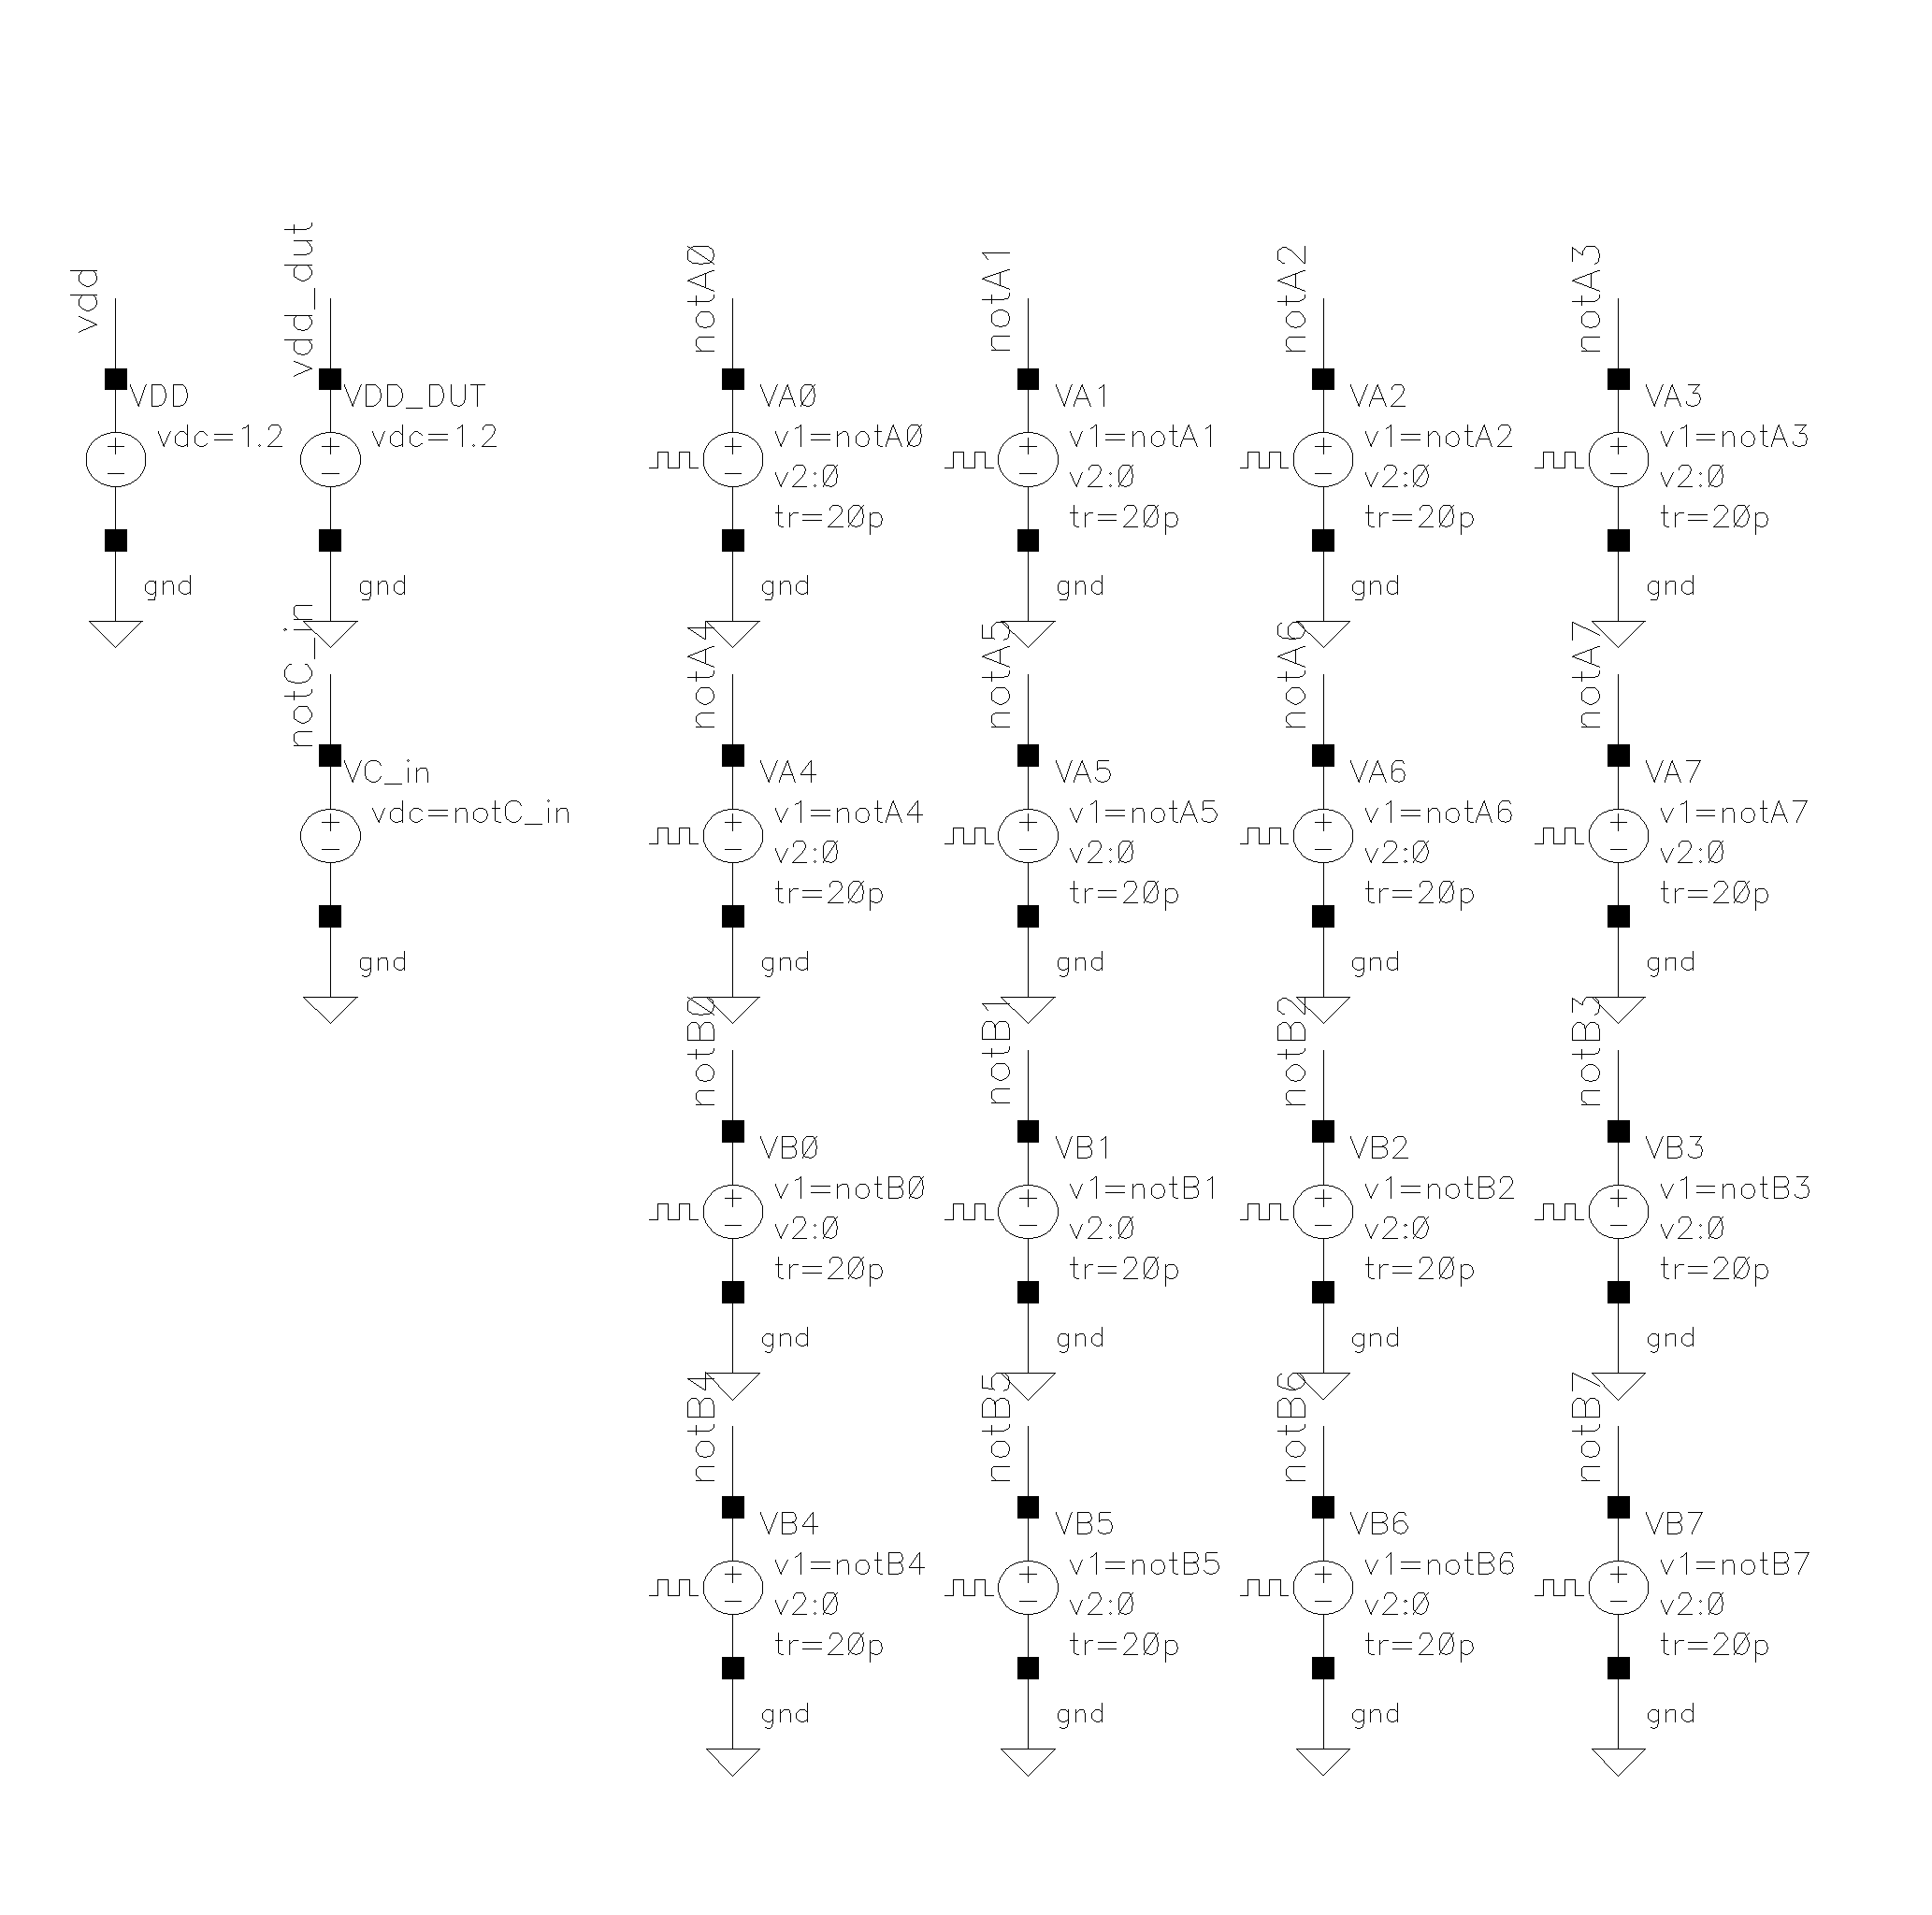 vdd
VDD
vdc=1.2
gnd
vdd_dut
VDD_DUT
vdc=1.2
gnd
notA0
VA0
v1=notA0
v2:0
tr=20p
gnd
notA1
VA1
v1=notA1
v2:0
tr=20p
gnd
notA2
VA2
v1=notA2
v2:0
tr=20p
gnd
notA3
VA3
v1=notA3
v2:0
tr=20p
gnd
notC_in
VC_in
vdc=notC_in
gnd
notA4
VA4
v1=notA4
v2:0
tr=20p
gnd
notA5
VA5
v1=notA5
v2:0
tr=20p
gnd
notA6
VA6
v1=notA6
v2:0
tr=20p
gnd
notA7
VA7
v1=notA7
v2:0
tr=20p
gnd
notB0
VB0
v1=notB0
v2:0
tr=20p
gnd
notB1
VB1
v1=notB1
v2:0
tr=20p
gnd
notB2
VB2
v1=notB2
v2:0
tr=20p
gnd
notB3
VB3
v1=notB3
v2:0
tr=20p
gnd
notB4
VB4
v1=notB4
v2:0
tr=20p
gnd
notB5
VB5
v1=notB5
v2:0
tr=20p
gnd
notB6
VB6
v1=notB6
v2:0
tr=20p
gnd
notB7
VB7
v1=notB7
v2:0
tr=20p
gnd